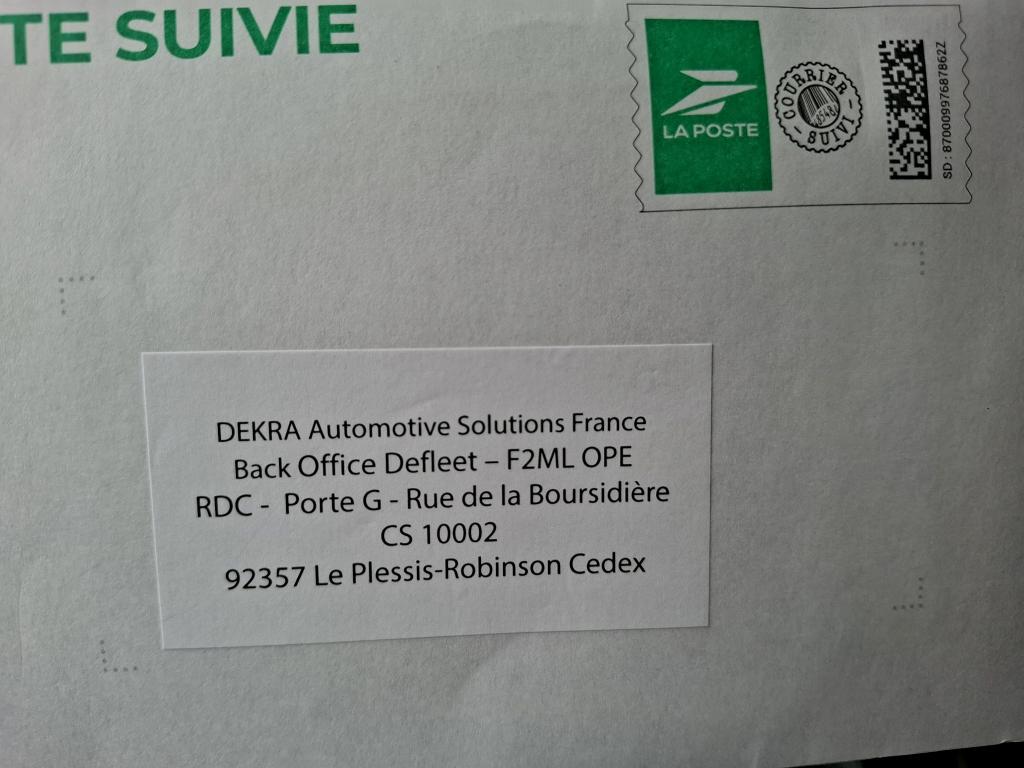 TE SUIVIE
LA POSTE
COURRIER
SUIVI
SD : 87000997687862Z
DEKRA Automotive Solutions France
Back Office Defleet – F2ML OPE
RDC - Porte G - Rue de la Boursidière
CS 10002
92357 Le Plessis-Robinson Cedex